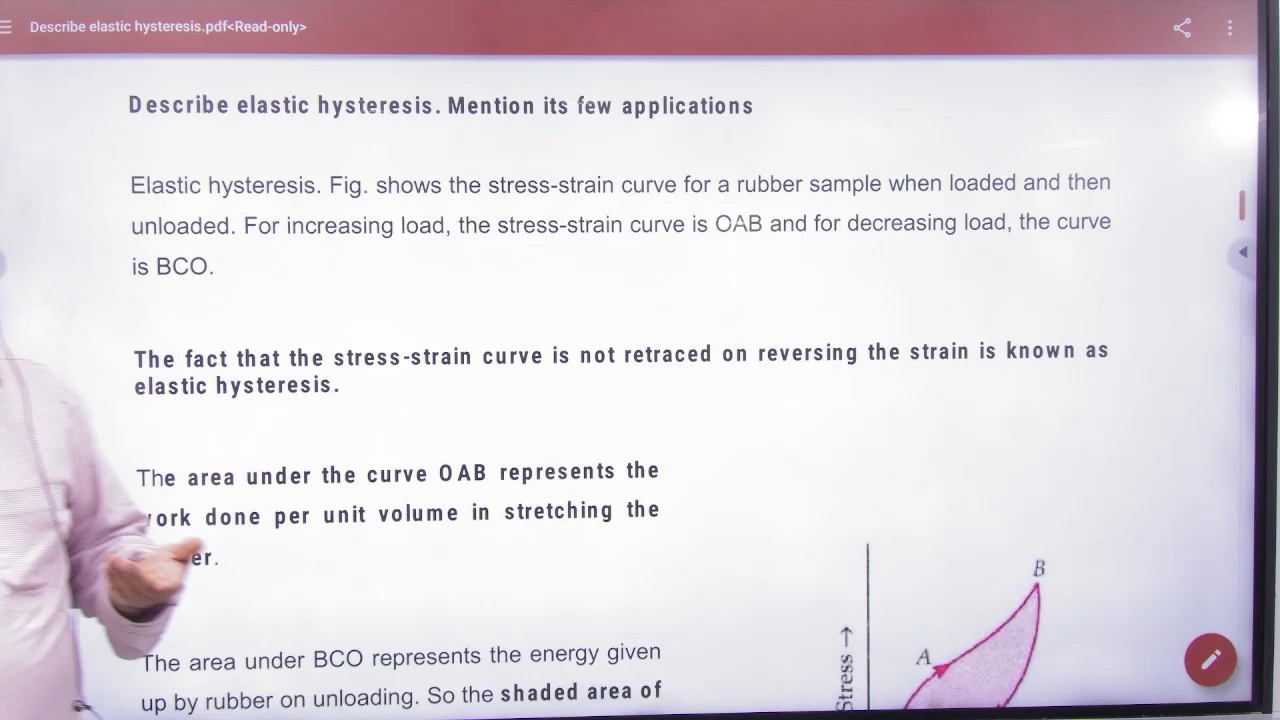 Describe elastic hysteresis.pdf<Read-only>
Describe elastic hysteresis. Mention its few applications
Elastic hysteresis. Fig. shows the stress-strain curve for a rubber sample when loaded and then
unloaded. For increasing load, the stress-strain curve is OAB and for decreasing load, the curve
is BCO.
The fact that the stress-strain curve is not retraced on reversing the strain is known as
elastic hysteresis.
The area under the curve OAB represents the
done per unit volume in stretching the
The area under BCO represents the energy given
up by rubber on unloading. So the shaded area of
B
A
Stress →